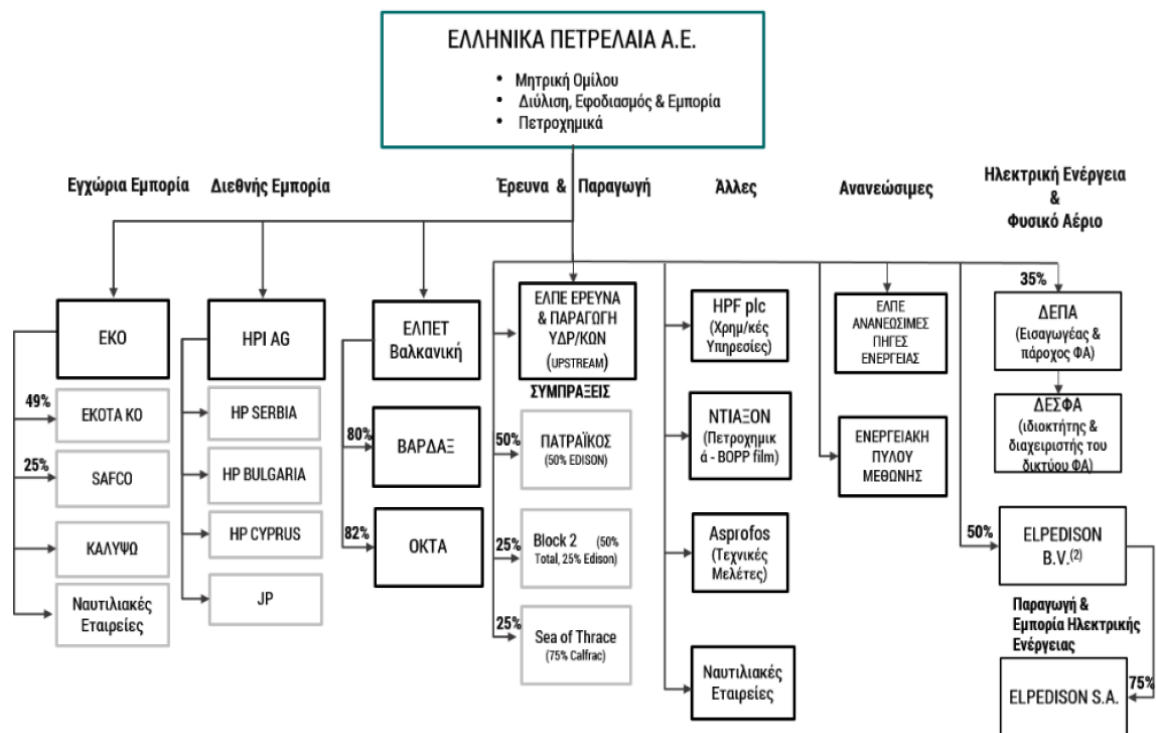 ΕΛΛΗΝΙΚΑ ΠΕΤΡΕΛΑΙΑ Α.Ε.
• Μητρική Ομίλου
• Διύλιση, Εφοδιασμός & Εμπορία
• Πετροχημικά
Εγχώρια Εμπορία
Διεθνής Εμπορία
Έρευνα & Παραγωγή
Άλλες
Ανανεώσιμες
Ηλεκτρική Ενέργεια
&
Φυσικό Αέριο
ΕΚΟ
49%
ΕΚΟΤΑ ΚΟ
25%
SAFCO
ΚΑΛΥΨΩ
Ναυτιλιακές
Εταιρείες
HPI AG
HP SERBIA
HP BULGARIA
HP CYPRUS
JP
ΕΛΠΕΤ
Βαλκανική
80%
ΒΑΡΔΑΞ
82%
ΟΚΤΑ
ΕΛΠΕ ΕΡΕΥΝΑ
& ΠΑΡΑΓΩΓΗ
ΥΔΡ/ΚΩΝ
(UPSTREAM)
ΣΥΜΠΡΑΞΕΙΣ
50%
ΠΑΤΡΑΪΚΟΣ
(50% EDISON)
25%
Block 2 (50%
Total, 25% Edison)
25%
Sea of Thrace
(75% Calfrac)
HPF plc
(Χρημ/κές
Υπηρεσίες)
ΝΤΙΑΞΟΝ
(Πετροχημικ
ά - BOPP film)
Asprofos
(Τεχνικές
Μελέτες)
Ναυτιλιακές
Εταιρείες
ΕΛΠΕ
ΑΝΑΝΕΩΣΙΜΕΣ
ΠΗΓΕΣ
ΕΝΕΡΓΕΙΑΣ
ΕΝΕΡΓΕΙΑΚΗ
ΠΥΛΟΥ
ΜΕΘΩΝΗΣ
35%
ΔΕΠΑ
(Εισαγωγέας &
πάροχος ΦΑ)
ΔΕΣΦΑ
(ιδιοκτήτης &
διαχειριστής του
δικτύου ΦΑ)
50%
ELPEDISON
B.V.(2)
Παραγωγή &
Εμπορία Ηλεκτρικής
Ενέργειας
75%
ELPEDISON S.A.